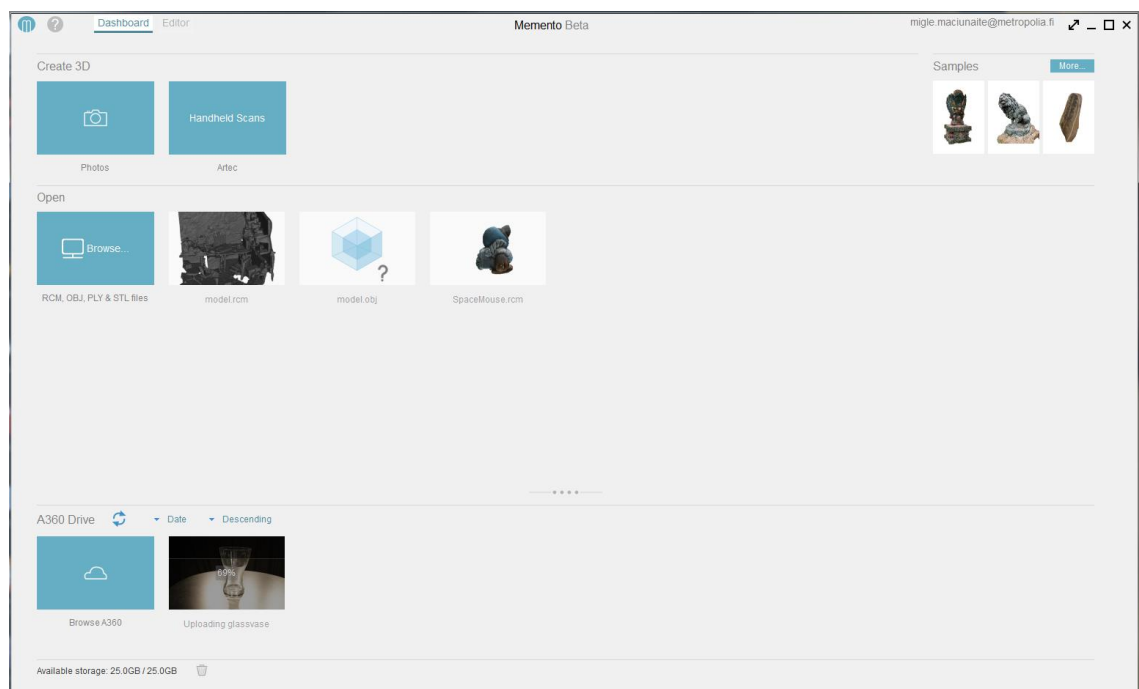 Dashboard Editor Memento Beta migle.maciunaite@metropolia.fi
Create 3D
Samples More...
Handheld Scans
Photos Artec
Open
Browse...
RCM, OBJ, PLY & STL files model.rcm model.obj SpaceMouse.rcm
A360 Drive Date Descending
69%
Browse A360 Uploading glassvase
Available storage: 25.0GB / 25.0GB